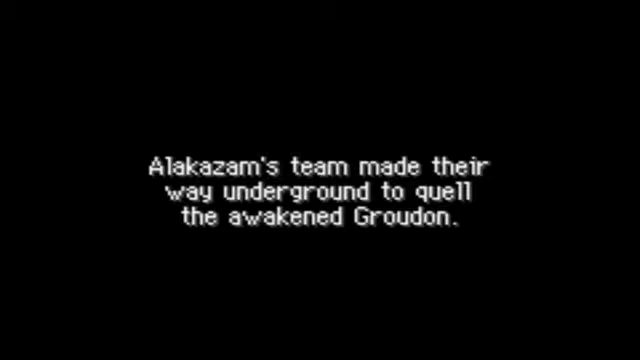 Alakazam's team made their
way underground to quell
the awakened Groudon.